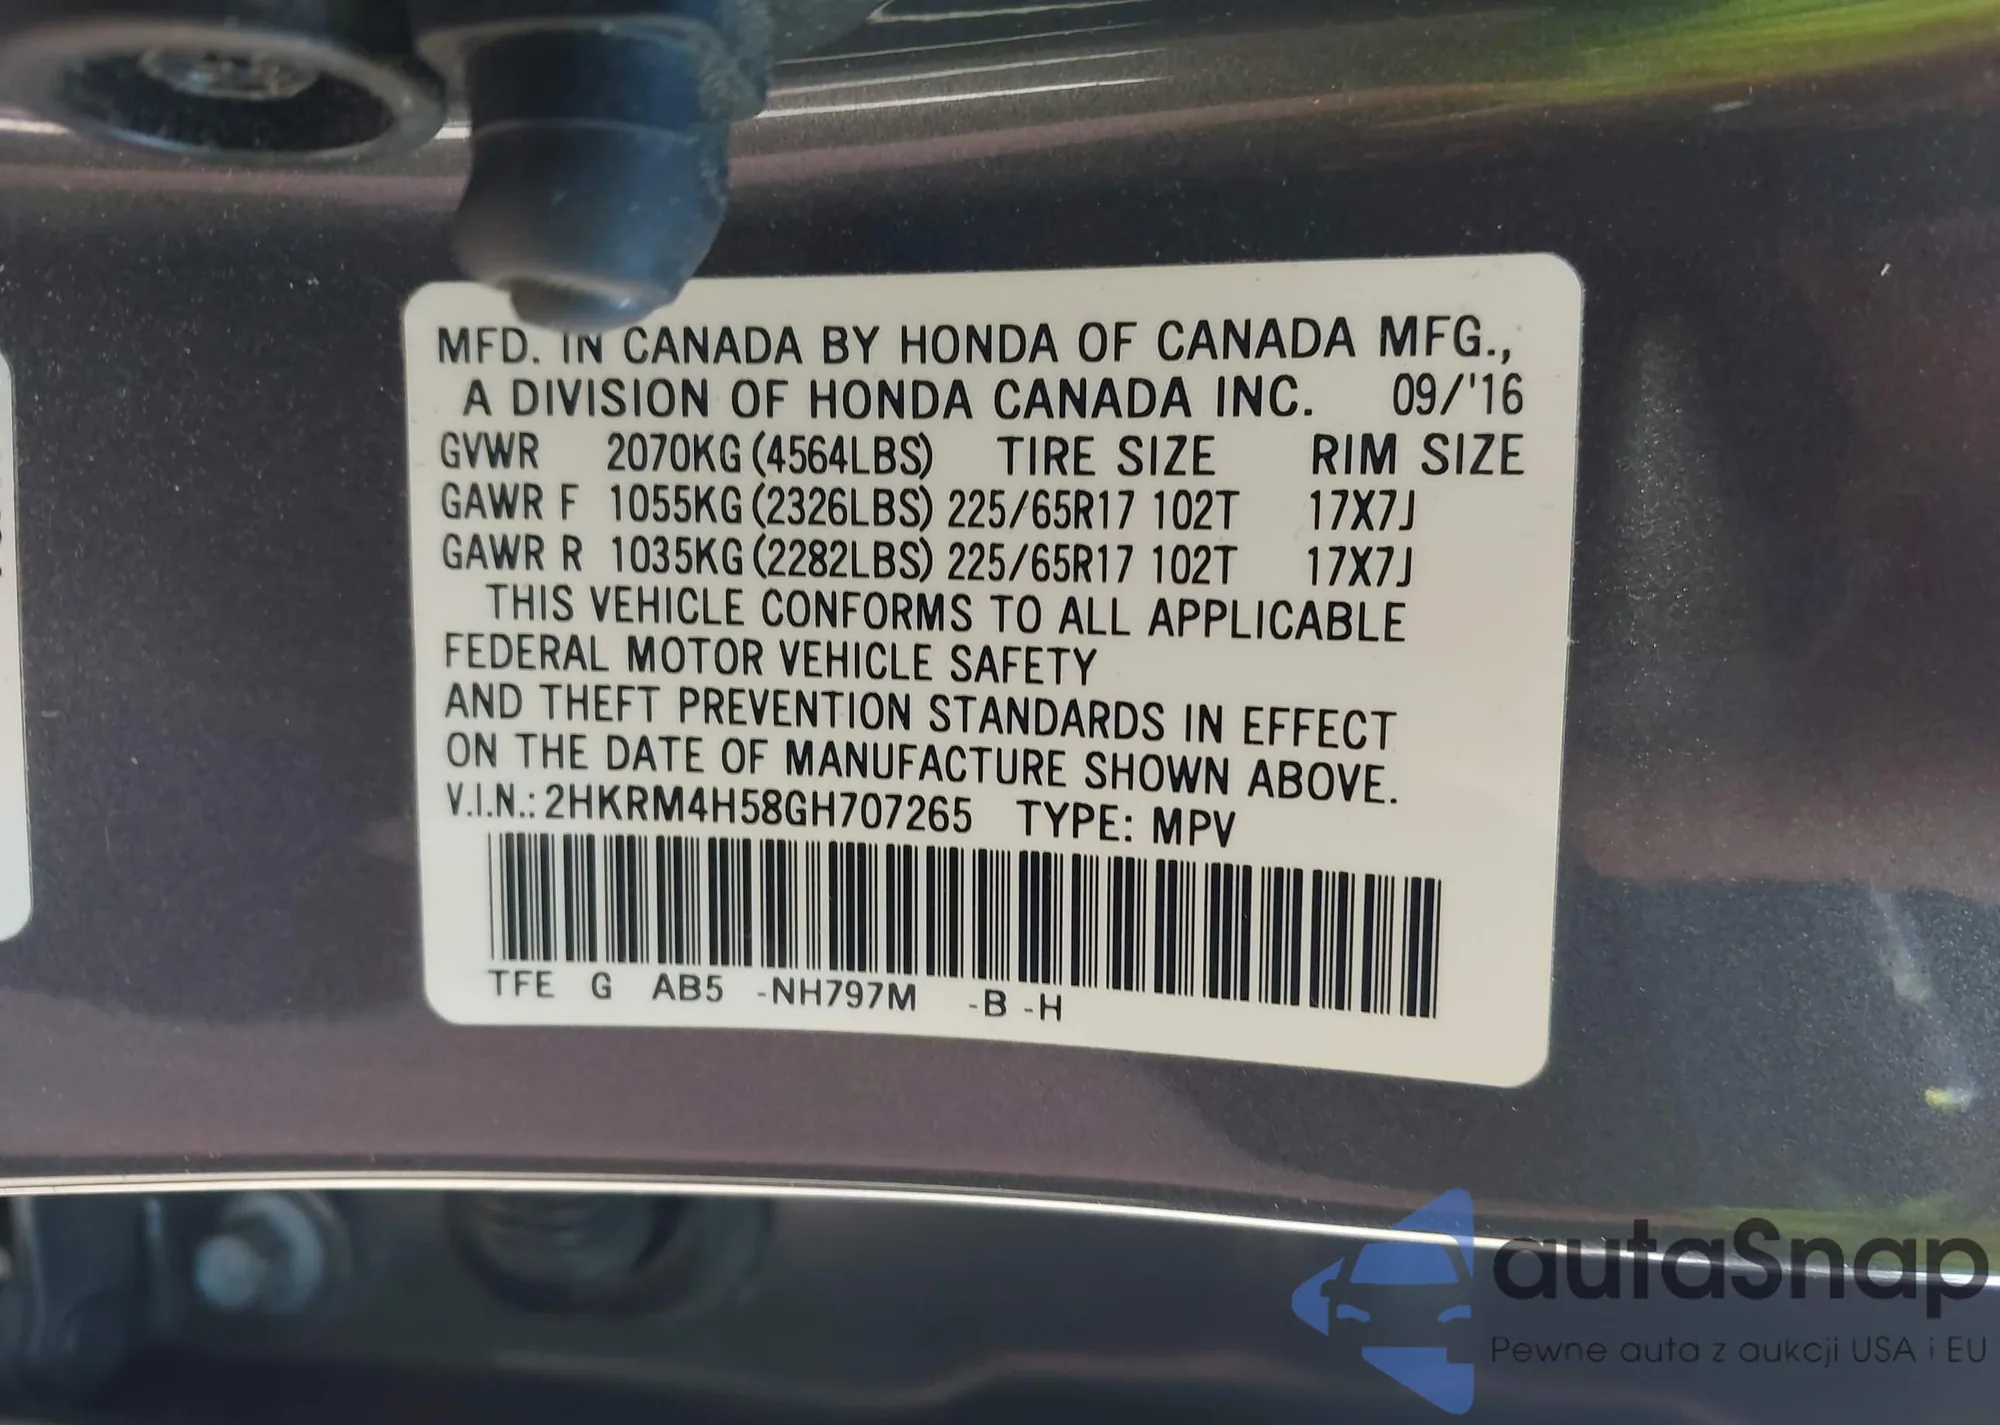 MFD. IN CANADA BY HONDA OF CANADA MFG.,
A DIVISION OF HONDA CANADA INC. 09/'16
GVWR 2070KG (4564LBS) TIRE SIZE RIM SIZE
GAWR F 1055KG (2326LBS) 225/65R17 102T 17X7J
GAWR R 1035KG (2282LBS) 225/65R17 102T 17X7J
THIS VEHICLE CONFORMS TO ALL APPLICABLE
FEDERAL MOTOR VEHICLE SAFETY
AND THEFT PREVENTION STANDARDS IN EFFECT
ON THE DATE OF MANUFACTURE SHOWN ABOVE.
V.I.N.: 2HKRM4H58GH707265 TYPE: MPV
TFE G AB5 -NH797M -B -H
autaSnap
Pewne auta z aukcji USA i EU